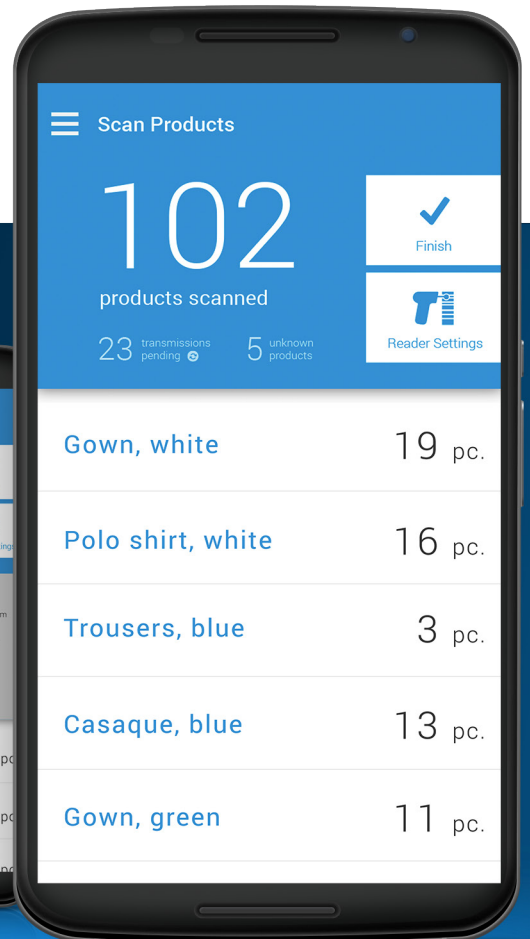 Scan Products
102
products scanned
Finish
Reader Settings
23 transmissions
pending
5 unknown
products
Gown, white 19 pc.
Polo shirt, white 16 pc.
Trousers, blue 3 pc.
Casaque, blue 13 pc.
Gown, green 11 pc.